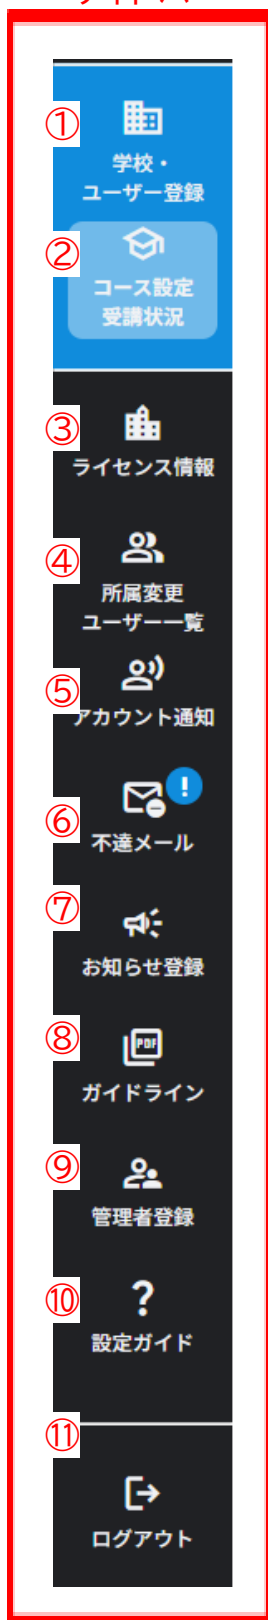 ①
学校・
ユーザー登録
②
コース設定
受講状況
③
ライセンス情報
④
所属変更
ユーザー一覧
⑤
アカウント通知
⑥
!
不達メール
⑦
お知らせ登録
⑧
PDF
ガイドライン
⑨
管理者登録
⑩
?
設定ガイド
⑪
ログアウト